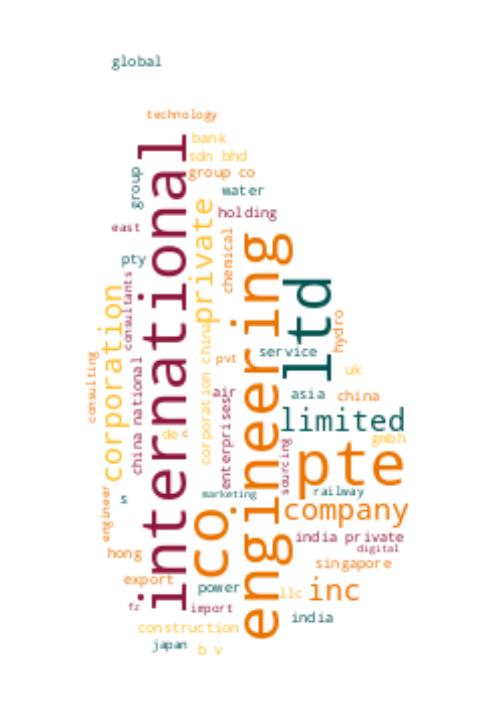 global
technology
bank
sdn bhd
group co
group
water
holding
international
private
east
chemical
engineering
pty
consultants
ltd
corporation
hydro
corporation china
service
pvt
consulting
china national
uk
air
asia
china
enterprises
limited
de
c
gmbh
sourcing
pte
engineer
s
marketing
railway
co
company
india private
digital
hong
singapore
export
power
llc
inc
fz
import
india
construction
japan
b v